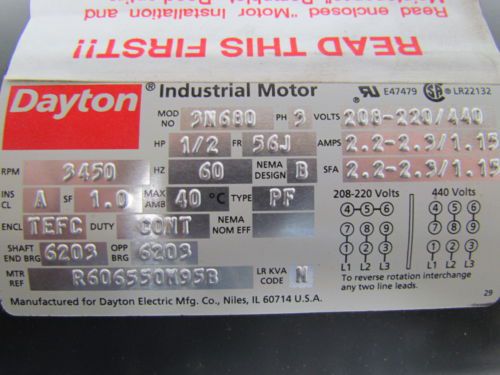 Read enclosed "Motor Installation and
READ THIS FIRST!!
Dayton® Industrial Motor
E47479 ® LR22132
MOD NO 3N680 PH 3 VOLTS 208-220/440
HP 1/2 FR 56J AMPS 2.2-2.3/1.15
RPM 3450 HZ 60 NEMA DESIGN B SFA 2.2-2.3/1.15
INS CL A SF 1.0 MAX AMB 40 °C TYPE PF
ENCL TEFC DUTY CONT NEMA NOM EFF
SHAFT END BRG 6203 OPP BRG 6203
MTR REF R606550M95B LR KVA CODE N
208-220 Volts 440 Volts
4-5-6 4 5 6
7 8 9 7 8 9
1 2 3 1 2 3
L1 L2 L3 L1 L2 L3
To reverse rotation interchange
any two line leads.
Manufactured for Dayton Electric Mfg. Co., Niles, IL 60714 U.S.A.
29